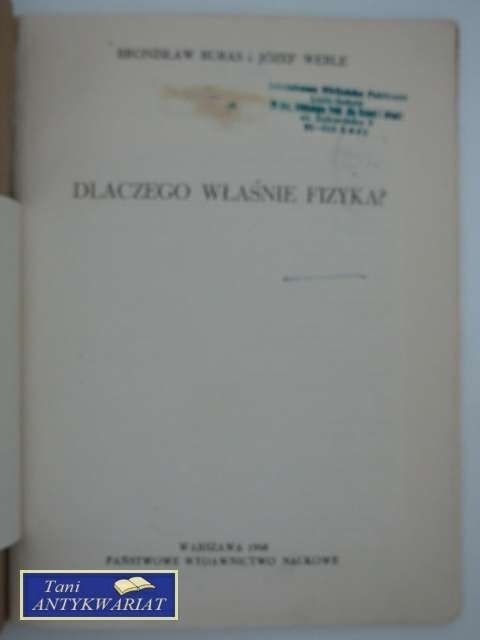 BRONISŁAW BURAS i JÓZEF WERLE
DLACZEGO WŁAŚNIE FIZYKA?
WARSZAWA 1968
PAŃSTWOWE WYDAWNICTWO NAUKOWE
Tani
ANTYKWARIAT